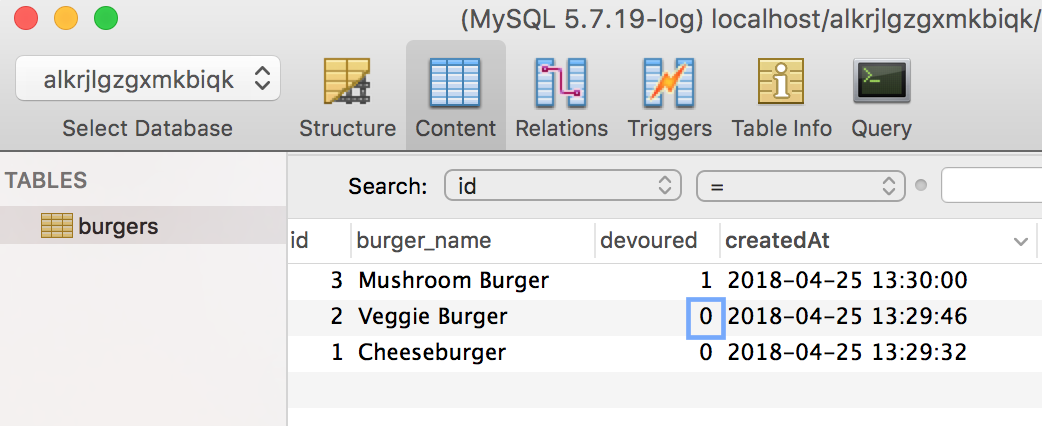 (MySQL 5.7.19-log) localhost/alkrjlgzgxmkbiqk/
alkrjlgzgxmkbiqk
Select Database Structure Content Relations Triggers Table Info Query
TABLES
burgers
Search: id =
id burger_name devoured createdAt
3 Mushroom Burger 1 2018-04-25 13:30:00
2 Veggie Burger 0 2018-04-25 13:29:46
1 Cheeseburger 0 2018-04-25 13:29:32